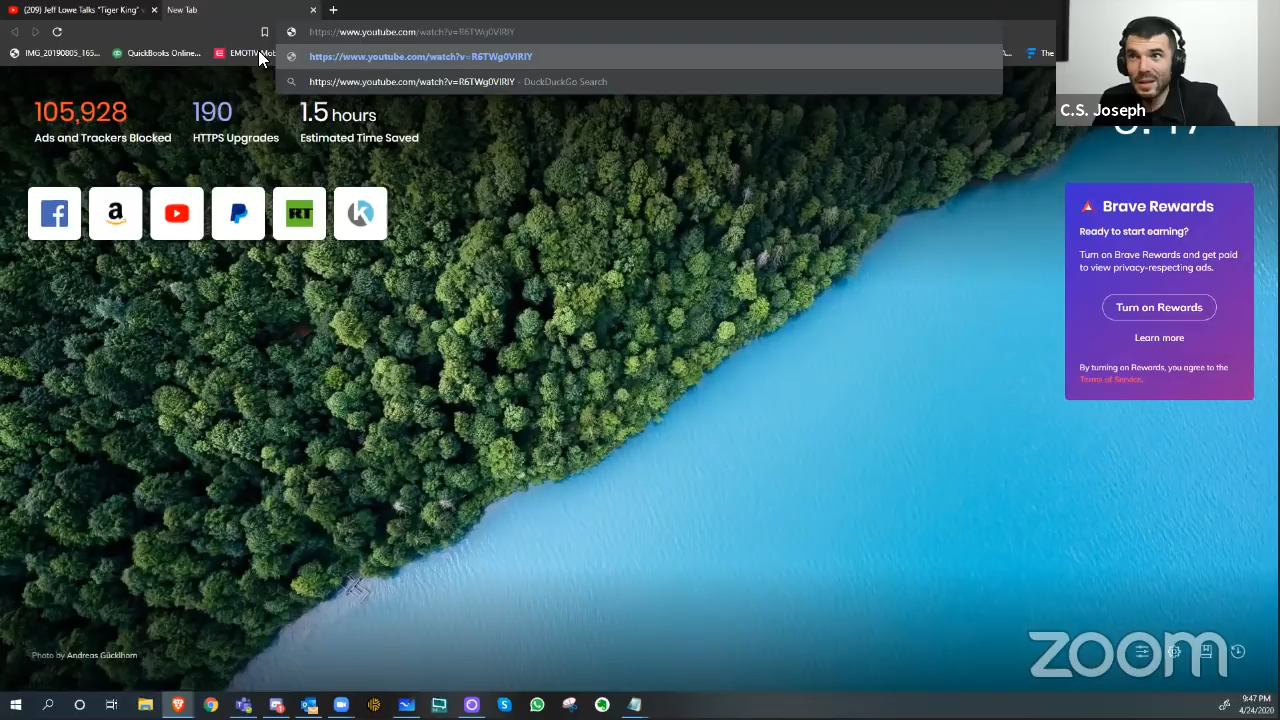 (209) Jeff Lowe Talks "Tiger King"
New Tab
https://www.youtube.com/watch?v=R6TWg0VIRIY
IMG_20190805_165...
QuickBooks Online...
https://www.youtube.com/watch?v=R6TWg0VIRIY
The
https://www.youtube.com/watch?v=R6TWg0VIRIY - DuckDuckGo Search
C.S. Joseph
105,928
Ads and Trackers Blocked
190
HTTPS Upgrades
1.5 hours
Estimated Time Saved
RT
Brave Rewards
Ready to start earning?
Turn on Brave Rewards and get paid
to view privacy-respecting ads.
Turn on Rewards
Learn more
By turning on Rewards, you agree to the
Terms of Service.
Photo by Andreas Gücklhorn
zoom
9:47 PM
4/24/2020